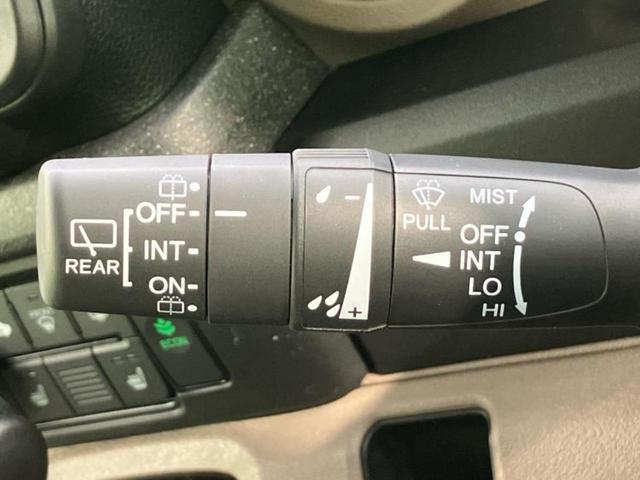 OFF
INT
REAR
ON
- 
+
PULL
MIST
OFF
INT
LO
HI
ECON